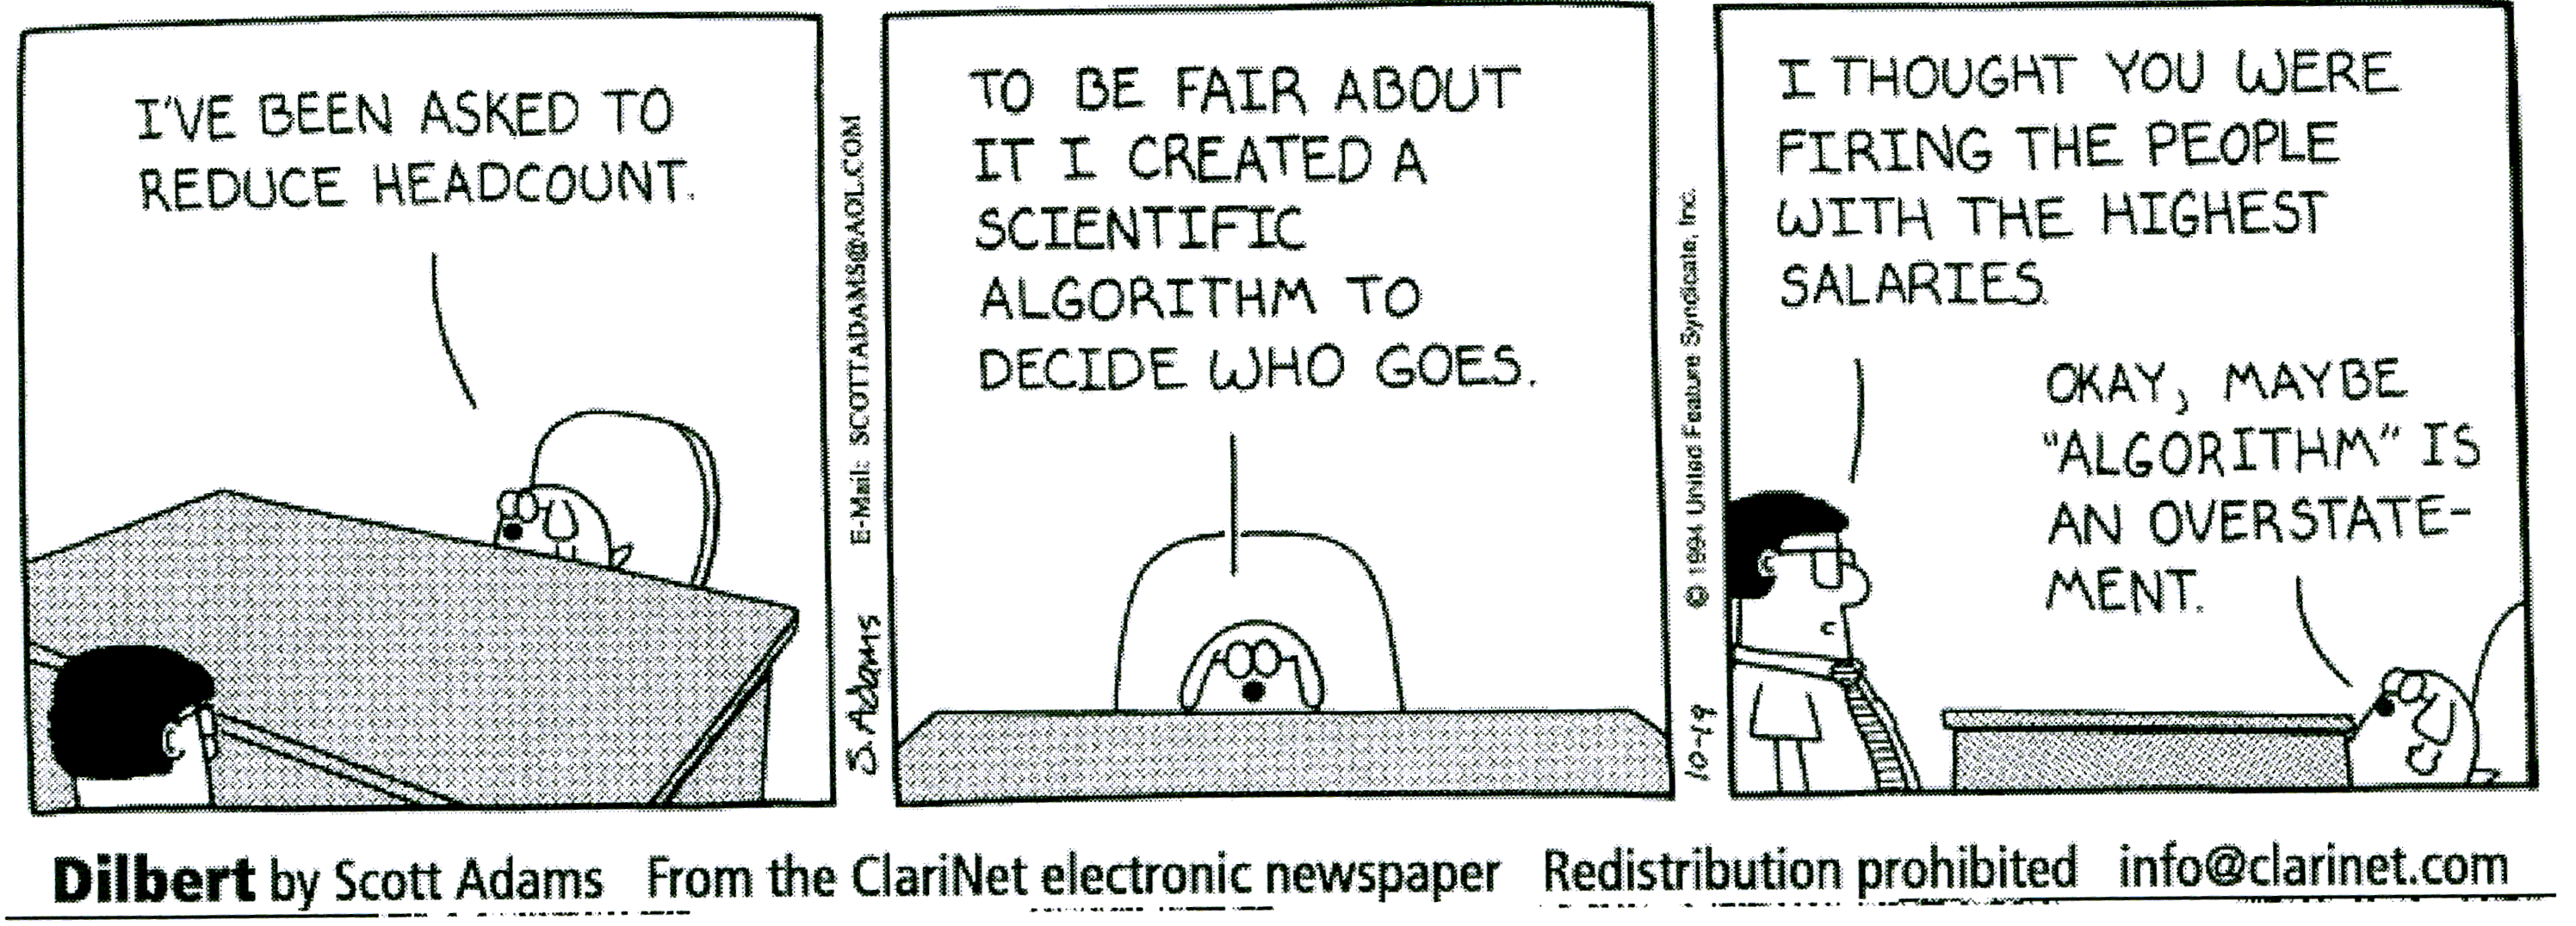 I'VE BEEN ASKED TO
REDUCE HEADCOUNT.
E-Mail: SCOTTADAMS@AOL.COM
S. ADAMS
TO BE FAIR ABOUT
IT I CREATED A
SCIENTIFIC
ALGORITHM TO
DECIDE WHO GOES.
© 1994 United Feature Syndicate, Inc.
10-19
I THOUGHT YOU WERE
FIRING THE PEOPLE
WITH THE HIGHEST
SALARIES.
OKAY, MAYBE
"ALGORITHM" IS
AN OVERSTATE-
MENT.
Dilbert by Scott Adams From the ClariNet electronic newspaper Redistribution prohibited info@clarinet.com